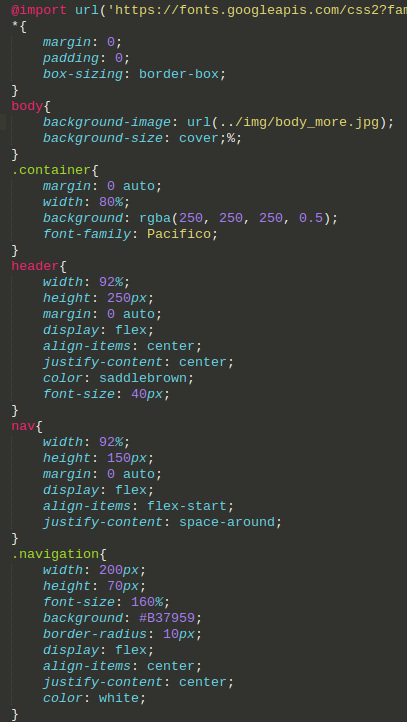 @import url('https://fonts.googleapis.com/css2?fam
*{
    margin: 0;
    padding: 0;
    box-sizing: border-box;
}
body{
    background-image: url(../img/body_more.jpg);
    background-size: cover;%;
}
.container{
    margin: 0 auto;
    width: 80%;
    background: rgba(250, 250, 250, 0.5);
    font-family: Pacifico;
}
header{
    width: 92%;
    height: 250px;
    margin: 0 auto;
    display: flex;
    align-items: center;
    justify-content: center;
    color: saddlebrown;
    font-size: 40px;
}
nav{
    width: 92%;
    height: 150px;
    margin: 0 auto;
    display: flex;
    align-items: flex-start;
    justify-content: space-around;
}
.navigation{
    width: 200px;
    height: 70px;
    font-size: 160%;
    background: #B37959;
    border-radius: 10px;
    display: flex;
    align-items: center;
    justify-content: center;
    color: white;
}